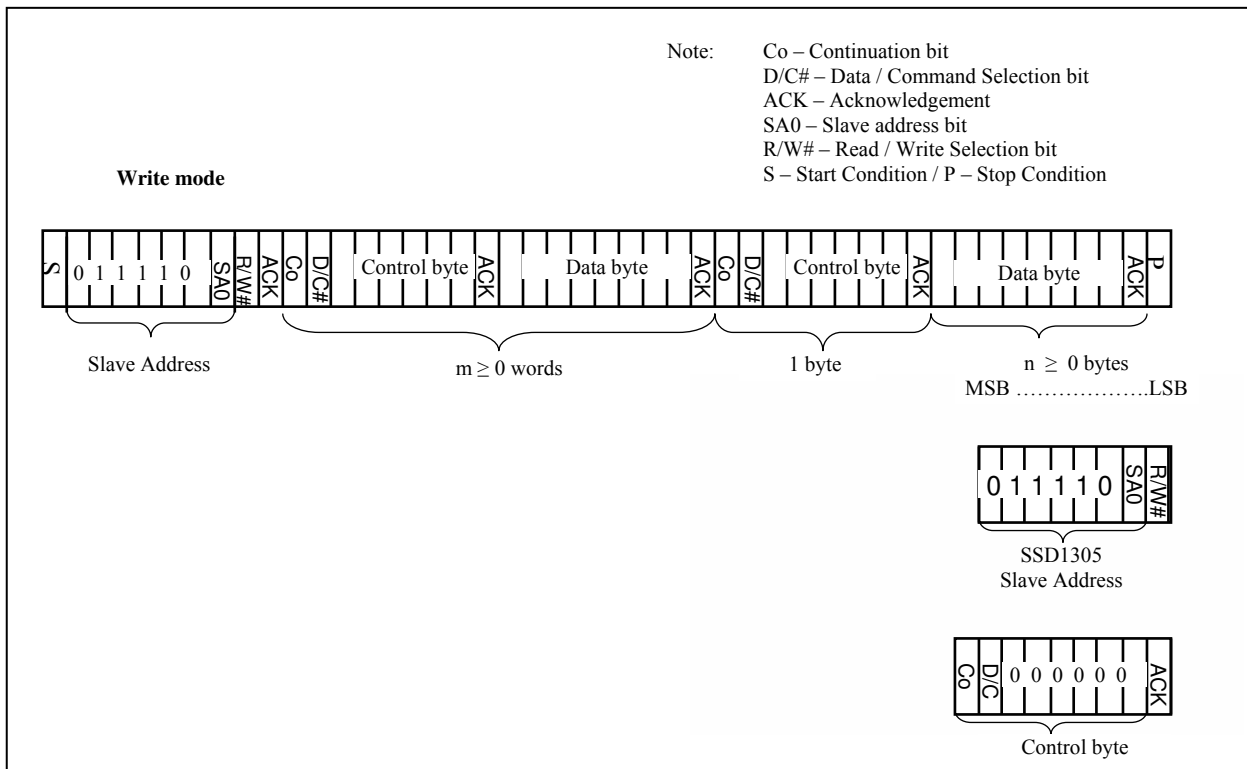 Note: Co – Continuation bit
D/C# – Data / Command Selection bit
ACK – Acknowledgement
SA0 – Slave address bit
R/W# – Read / Write Selection bit
S – Start Condition / P – Stop Condition
Write mode
S 0 1 1 1 1 0 SA0 R/W# ACK Co D/C# Control byte ACK Data byte ACK Co D/C# Control byte ACK Data byte ACK P
Slave Address m ≥ 0 words 1 byte n ≥ 0 bytes
MSB ………………….LSB
0 1 1 1 1 0 SA0 R/W#
SSD1305
Slave Address
Co D/C 0 0 0 0 0 0 ACK
Control byte